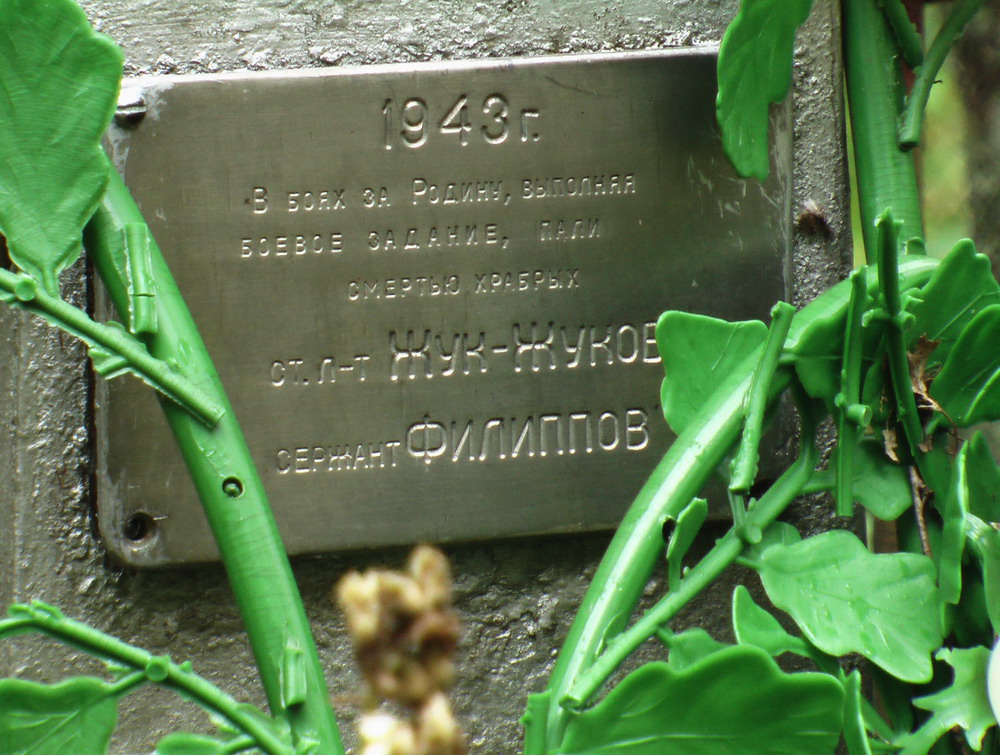 1943 г.
В боях за Родину, выполняя
боевое задание, пали
смертью храбрых
ст. л-т Жук-Жуков
сержант Филиппов